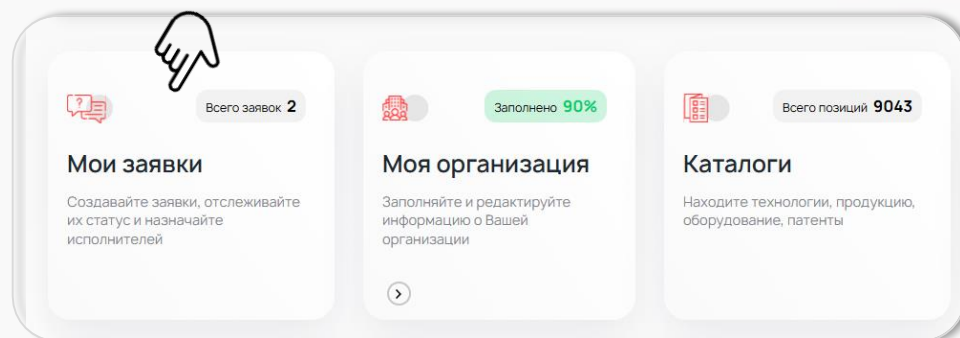 Всего заявок 2
Мои заявки
Создавайте заявки, отслеживайте
их статус и назначайте
исполнителей
Заполнено 90%
Моя организация
Заполняйте и редактируйте
информацию о Вашей
организации
Всего позиций 9043
Каталоги
Находите технологии, продукцию,
оборудование, патенты